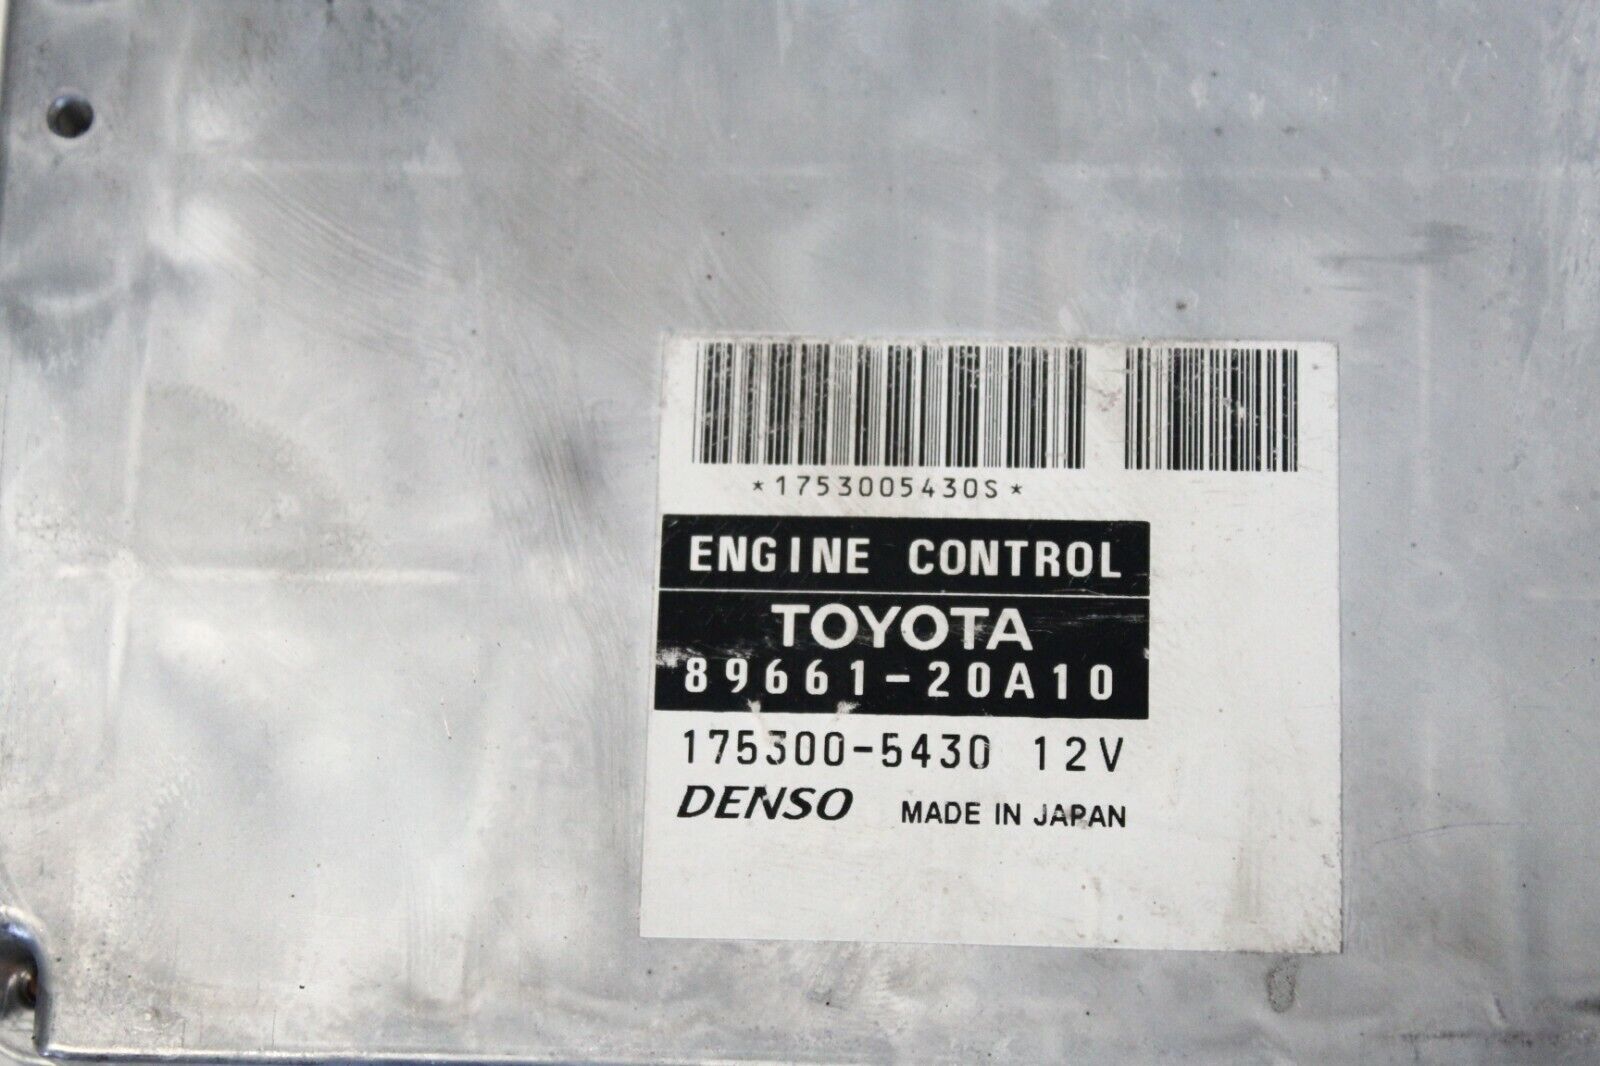 *1753005430S*
ENGINE CONTROL
TOYOTA
89661-20A10
175300-5430 12V
DENSO MADE IN JAPAN